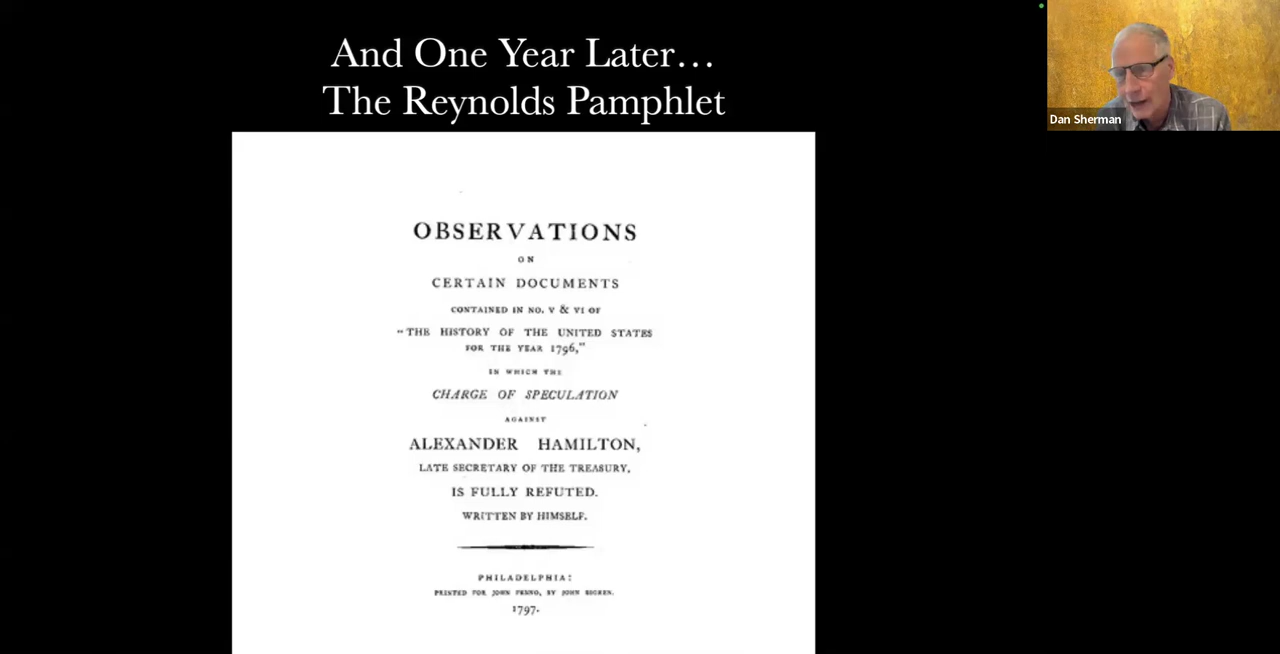 And One Year Later…
The Reynolds Pamphlet
Dan Sherman
OBSERVATIONS
ON
CERTAIN DOCUMENTS
CONTAINED IN NO. V & VI OF
"THE HISTORY OF THE UNITED STATES
FOR THE YEAR 1796,"
IN WHICH THE
CHARGE OF SPECULATION
AGAINST
ALEXANDER HAMILTON,
LATE SECRETARY OF THE TREASURY,
IS FULLY REFUTED.
WRITTEN BY HIMSELF.
PHILADELPHIA:
PRINTED FOR JOHN FENNO, BY JOHN BIOREN.
1797.